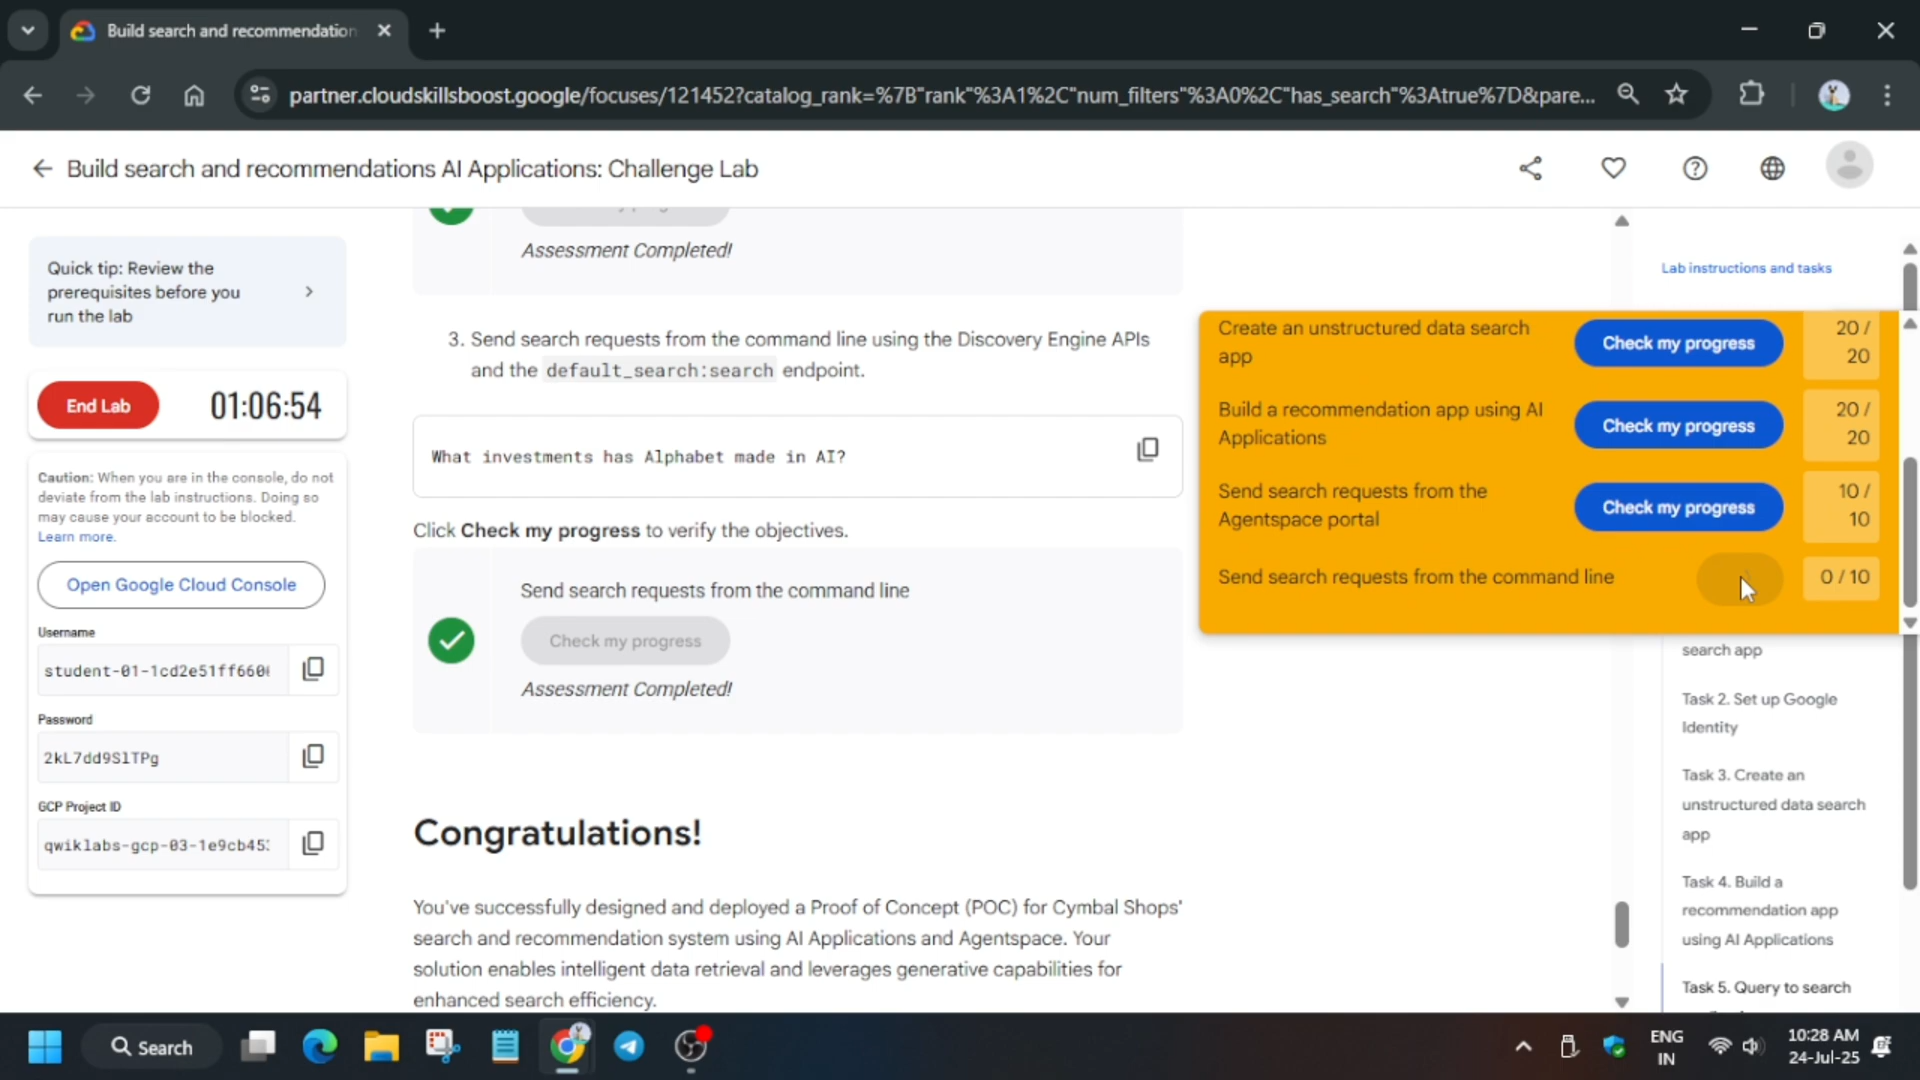 Build search and recommendation
partner.cloudskillsboost.google/focuses/121452?catalog_rank=%7B"rank"%3A1%2C"num_filters"%3A0%2C"has_search"%3Atrue%7D&pare...
Build search and recommendations AI Applications: Challenge Lab
Quick tip: Review the
prerequisites before you
run the lab
End Lab
01:06:54
Caution: When you are in the console, do not
deviate from the lab instructions. Doing so
may cause your account to be blocked.
Learn more.
Open Google Cloud Console
Username
student-01-1cd2e51ff660
Password
2kL7dd9SlTPg
GCP Project ID
qwiklabs-gcp-03-1e9cb45
Assessment Completed!
3. Send search requests from the command line using the Discovery Engine APIs
and the default_search:search endpoint.
What investments has Alphabet made in AI?
Click Check my progress to verify the objectives.
Send search requests from the command line
Check my progress
Assessment Completed!
Congratulations!
You've successfully designed and deployed a Proof of Concept (POC) for Cymbal Shops'
search and recommendation system using AI Applications and Agentspace. Your
solution enables intelligent data retrieval and leverages generative capabilities for
enhanced search efficiency.
Lab instructions and tasks
Create an unstructured data search
app
Check my progress
20 /
20
Build a recommendation app using AI
Applications
Check my progress
20 /
20
Send search requests from the
Agentspace portal
Check my progress
10 /
10
Send search requests from the command line
0 / 10
search app
Task 2. Set up Google
Identity
Task 3. Create an
unstructured data search
app
Task 4. Build a
recommendation app
using AI Applications
Task 5. Query to search
Search
ENG
IN
10:28 AM
24-Jul-25